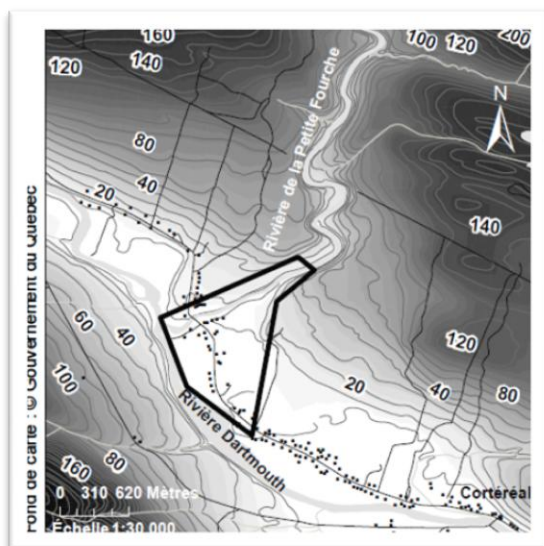 100
120
200
160
140
120
Rivière de la Petite Fourche
N
80
20
40
140
60
40
100
120
20
40
80
Rivière Dartmouth
160
80
0 310 620 Mètres
Échelle 1:30 000
Cortéréal
Fond de carte : © Gouvernement du Québec